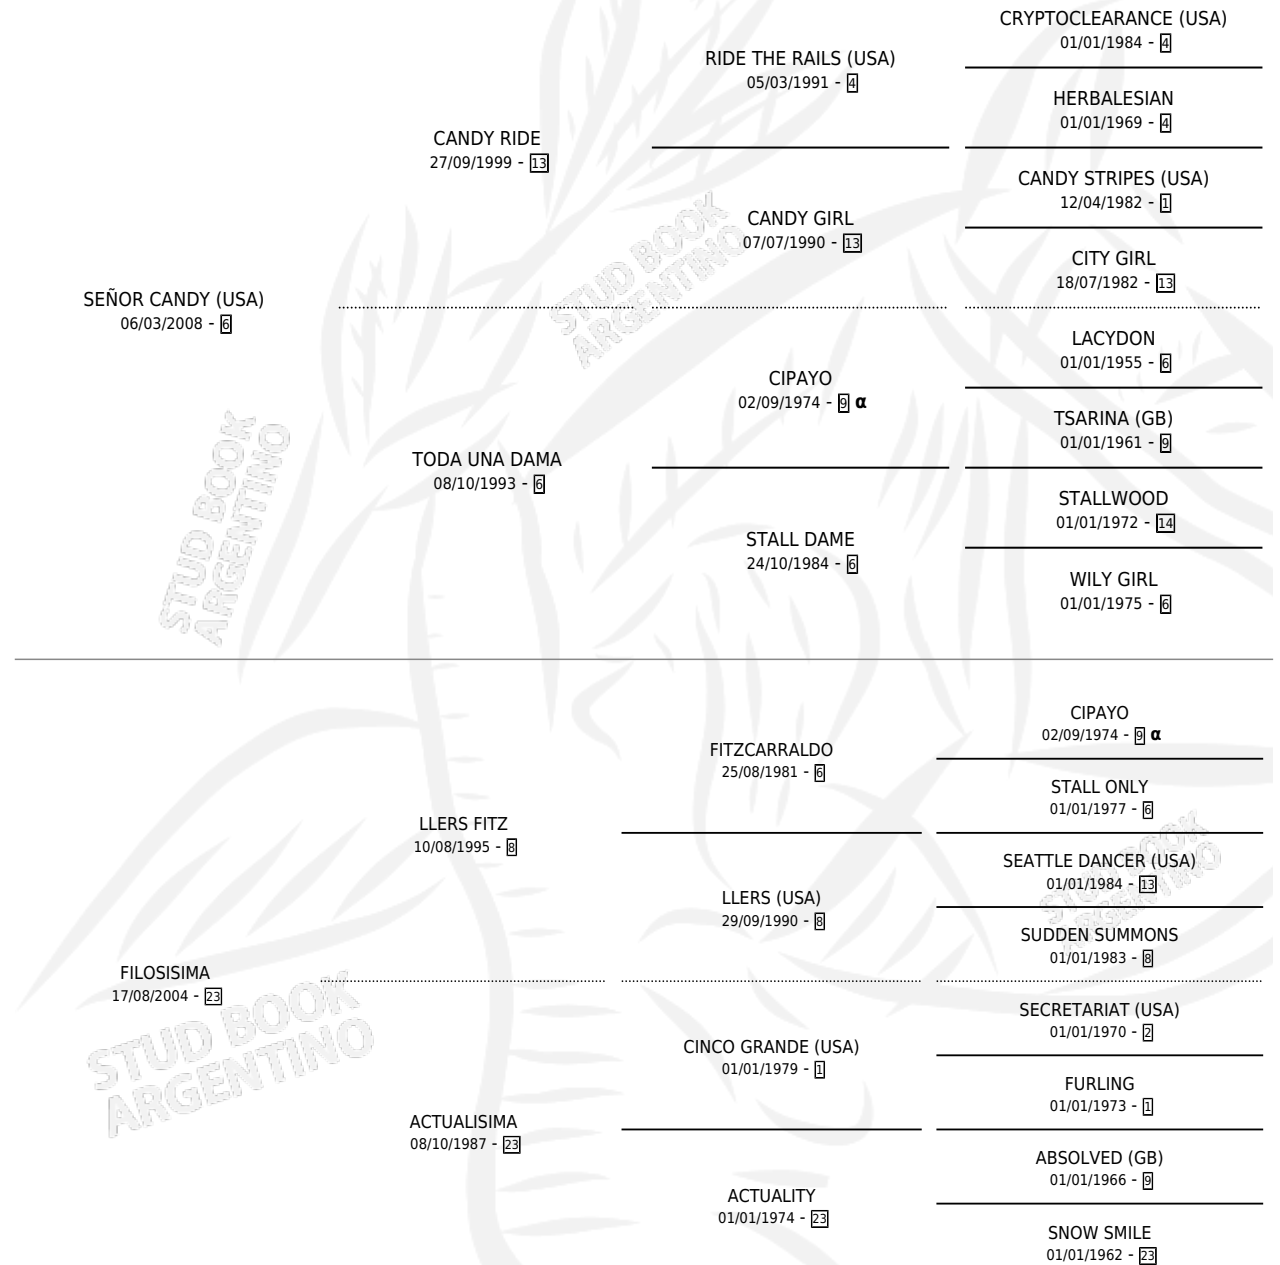 CRYPTOCLEARANCE (USA)
01/01/1984 - 4
RIDE THE RAILS (USA)
05/03/1991 - 4
HERBALESIAN
01/01/1969 - 4
CANDY RIDE
27/09/1999 - 13
CANDY STRIPES (USA)
12/04/1982 - 1
CANDY GIRL
07/07/1990 - 13
CITY GIRL
18/07/1982 - 13
SEÑOR CANDY (USA)
06/03/2008 - 6
LACYDON
01/01/1955 - 6
CIPAYO
02/09/1974 - 9 α
TSARINA (GB)
01/01/1961 - 9
TODA UNA DAMA
08/10/1993 - 6
STALLWOOD
01/01/1972 - 14
STALL DAME
24/10/1984 - 6
WILY GIRL
01/01/1975 - 6
CIPAYO
02/09/1974 - 9 α
FITZCARRALDO
25/08/1981 - 6
STALL ONLY
01/01/1977 - 6
LLERS FITZ
10/08/1995 - 8
SEATTLE DANCER (USA)
01/01/1984 - 13
LLERS (USA)
29/09/1990 - 8
SUDDEN SUMMONS
01/01/1983 - 8
FILOSISIMA
17/08/2004 - 23
SECRETARIAT (USA)
01/01/1970 - 2
CINCO GRANDE (USA)
01/01/1979 - 1
FURLING
01/01/1973 - 1
ACTUALISIMA
08/10/1987 - 23
ABSOLVED (GB)
01/01/1966 - 9
ACTUALITY
01/01/1974 - 23
SNOW SMILE
01/01/1962 - 23
STUD BOOK
ARGENTINO
STUD BOOK
ARGENTINO
STUD BOOK
ARGENTINO
STUD BOOK
ARGENTINO